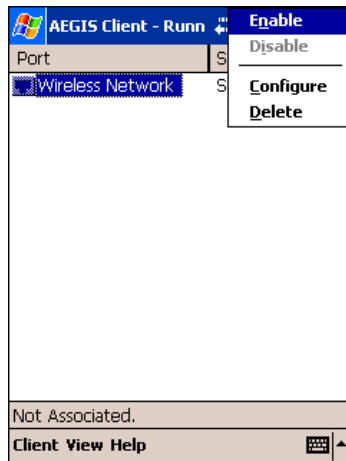 AEGIS Client - Runn
Enable
Disable
Port S
Wireless Network S
Configure
Delete
Not Associated.
Client View Help